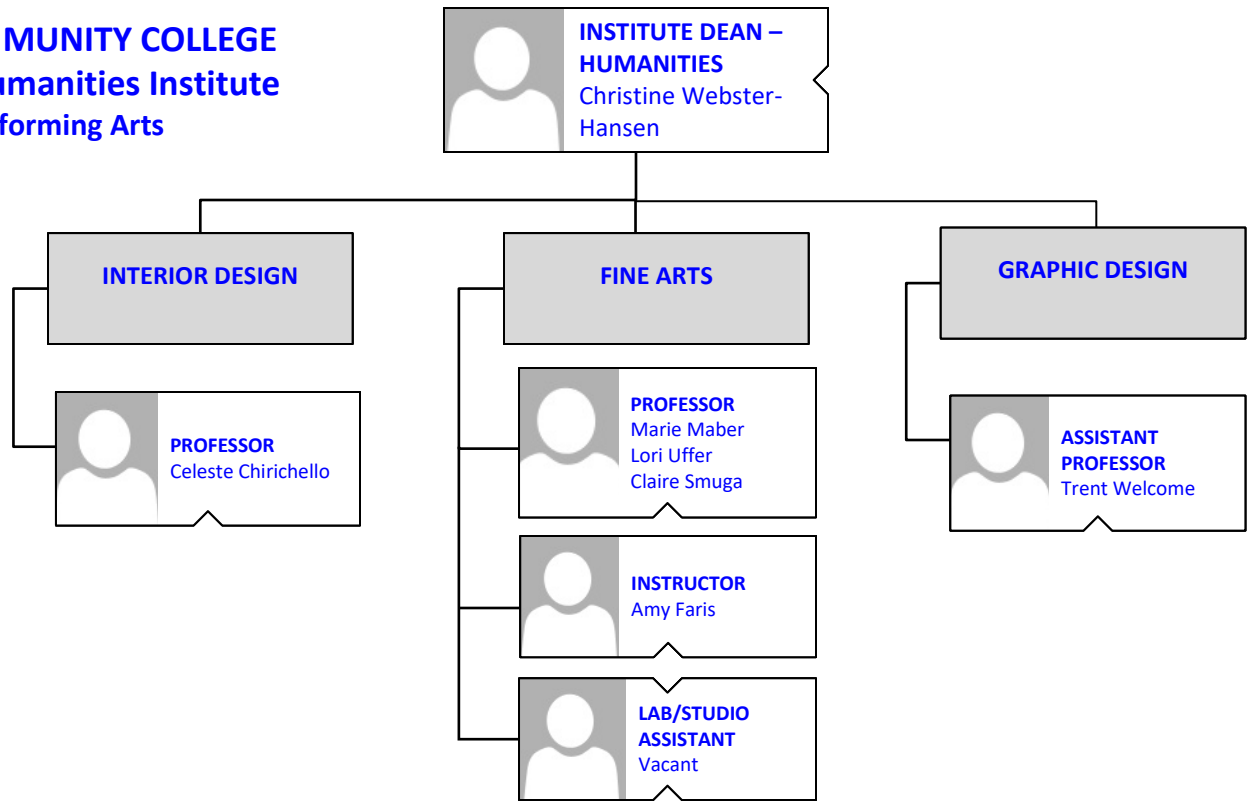 MUNITY COLLEGE
umanities Institute
forming Arts
INSTITUTE DEAN –
HUMANITIES
Christine Webster-
Hansen
INTERIOR DESIGN
FINE ARTS
GRAPHIC DESIGN
PROFESSOR
Celeste Chirichello
PROFESSOR
Marie Maber
Lori Uffer
Claire Smuga
ASSISTANT
PROFESSOR
Trent Welcome
INSTRUCTOR
Amy Faris
LAB/STUDIO
ASSISTANT
Vacant